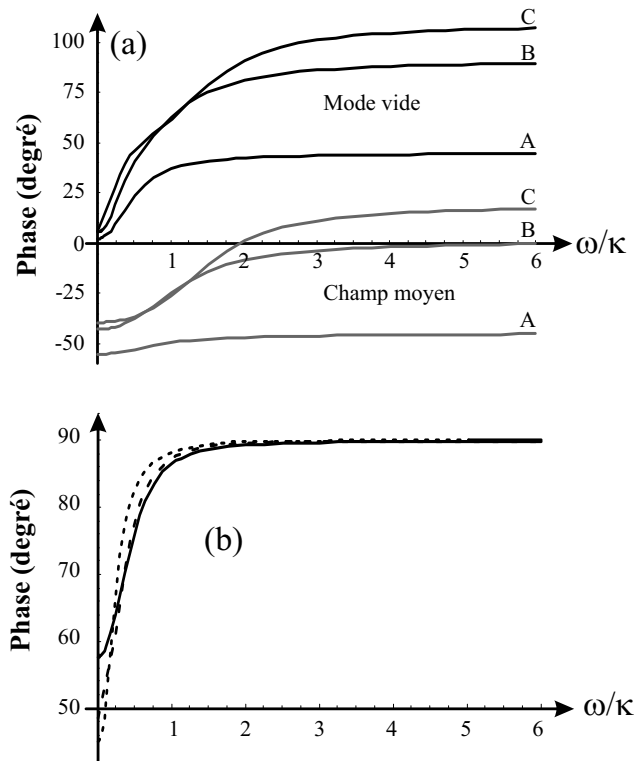 (a)
Phase (degré)
100
75
50
25
0
-25
-50
C
B
Mode vide
A
C
B
ω/κ
1 2 3 4 5 6
Champ moyen
A
(b)
Phase (degré)
90
80
70
60
50
ω/κ
1 2 3 4 5 6